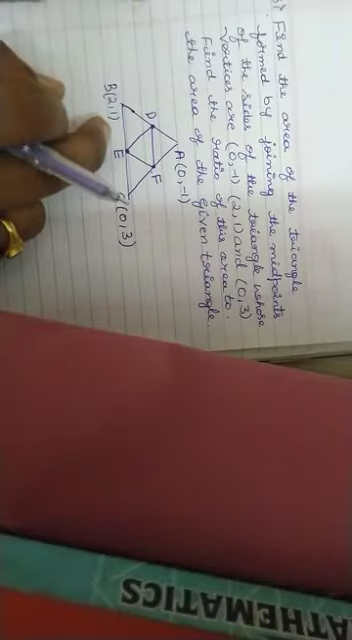 ) Find the area of the triangle
formed by joining the midpoints
of the sides of the triangle whose
vertices are (0,-1) (2,1) and (0,3)
Find the ratio of this area to
the area of the given triangle.
A(0,-1)
D
F
B(2,1)
E
(0,3)
ATHEMATICS